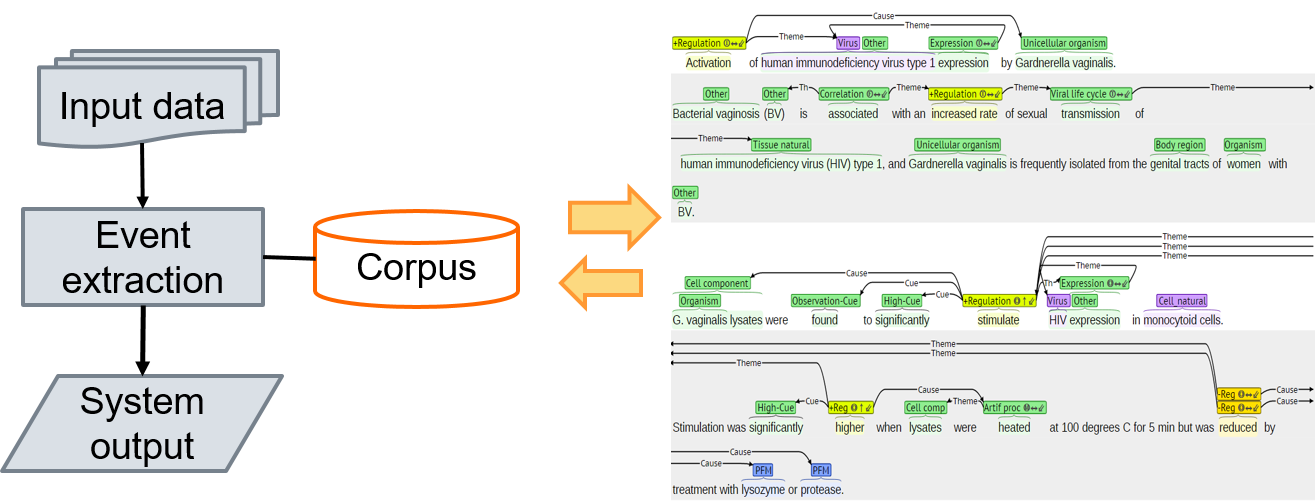 Input data
Event
extraction
Corpus
System
output
Cause
Theme
Theme
+Regulation Virus Other Expression Unicellular organism
Activation of human immunodeficiency virus type 1 expression by Gardnerella vaginalis.
Other Other Th Correlation Theme +Regulation Theme Viral life cycle Theme
Bacterial vaginosis (BV) is associated with an increased rate of sexual transmission of
Theme
Tissue natural Unicellular organism Body region Organism
human immunodeficiency virus (HIV) type 1, and Gardnerella vaginalis is frequently isolated from the genital tracts of women with
Other
BV.
Theme
Theme
Theme
Cause Theme
Cell component Cue Th Expression
Organism Observation-Cue High-Cue Cue +Regulation Virus Other Cell_natural
G. vaginalis lysates were found to significantly stimulate HIV expression in monocytoid cells.
Theme
Theme
Theme
Cause -Reg Cause
High-Cue Cue +Reg Cell comp Theme Artif proc -Reg Cause
Stimulation was significantly higher when lysates were heated at 100 degrees C for 5 min but was reduced by
Cause
Cause PFM PFM
treatment with lysozyme or protease.